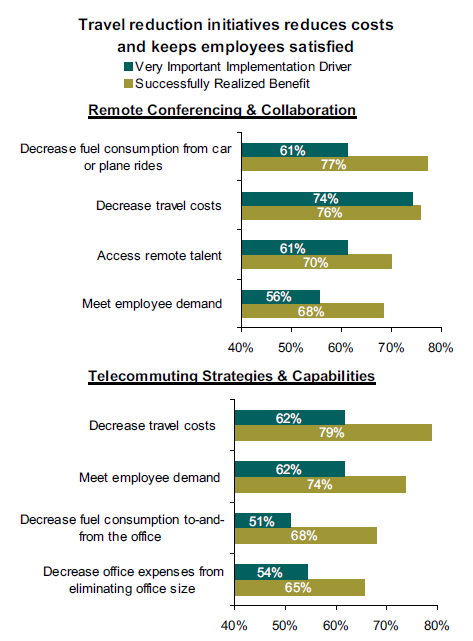 Travel reduction initiatives reduces costs
and keeps employees satisfied
Very Important Implementation Driver
Successfully Realized Benefit
Remote Conferencing & Collaboration
Decrease fuel consumption from car
or plane rides
61%
77%
Decrease travel costs
74%
76%
Access remote talent
61%
70%
Meet employee demand
56%
68%
40% 50% 60% 70% 80%
Telecommuting Strategies & Capabilities
Decrease travel costs
62%
79%
Meet employee demand
62%
74%
Decrease fuel consumption to-and-
from the office
51%
68%
Decrease office expenses from
eliminating office size
54%
65%
40% 50% 60% 70% 80%